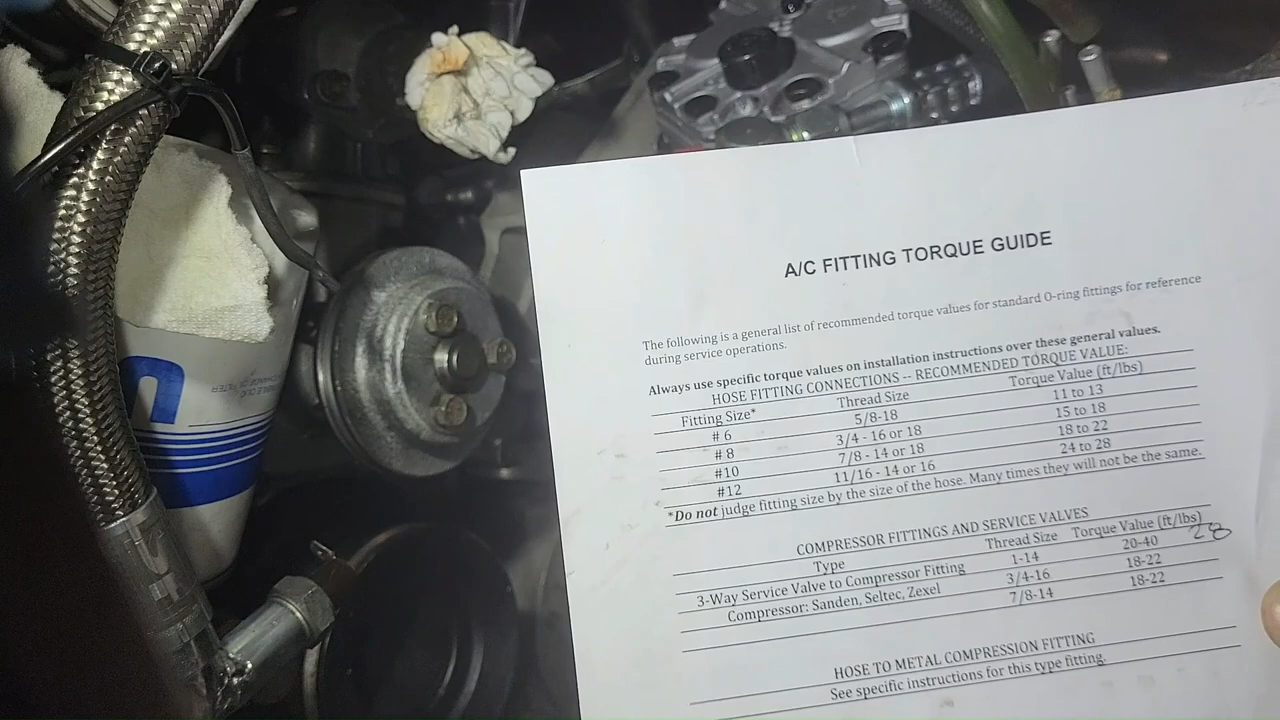 A/C FITTING TORQUE GUIDE
The following is a general list of recommended torque values for standard O-ring fittings for reference
during service operations.
Always use specific torque values on installation instructions over these general values.
HOSE FITTING CONNECTIONS -- RECOMMENDED TORQUE VALUE:
Fitting Size* Thread Size Torque Value (ft/lbs)
# 6 5/8-18 11 to 13
# 8 3/4 - 16 or 18 15 to 18
#10 7/8 - 14 or 18 18 to 22
#12 11/16 - 14 or 16 24 to 28
*Do not judge fitting size by the size of the hose. Many times they will not be the same.
COMPRESSOR FITTINGS AND SERVICE VALVES
Type Thread Size Torque Value (ft/lbs)
3-Way Service Valve to Compressor Fitting 1-14 20-40 28
Compressor: Sanden, Seltec, Zexel 3/4-16 18-22
7/8-14 18-22
HOSE TO METAL COMPRESSION FITTING
See specific instructions for this type fitting.